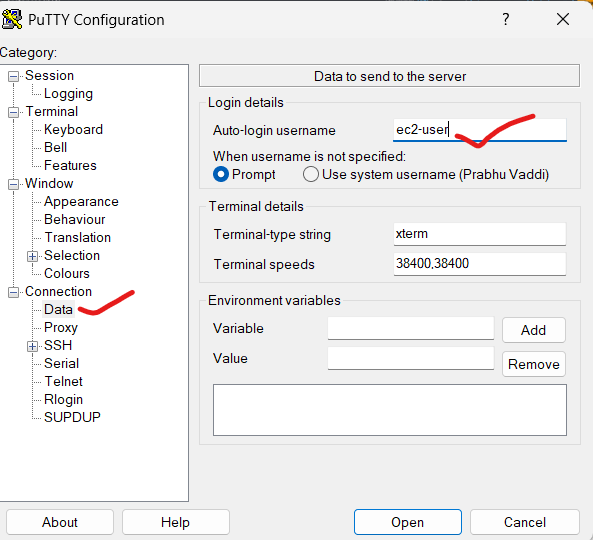 PuTTY Configuration
Category:
Session
Logging
Terminal
Keyboard
Bell
Features
Window
Appearance
Behaviour
Translation
Selection
Colours
Connection
Data
Proxy
SSH
Serial
Telnet
Rlogin
SUPDUP
Data to send to the server
Login details
Auto-login username ec2-user
When username is not specified:
Prompt Use system username (Prabhu Vaddi)
Terminal details
Terminal-type string xterm
Terminal speeds 38400,38400
Environment variables
Variable Add
Value Remove
About Help Open Cancel